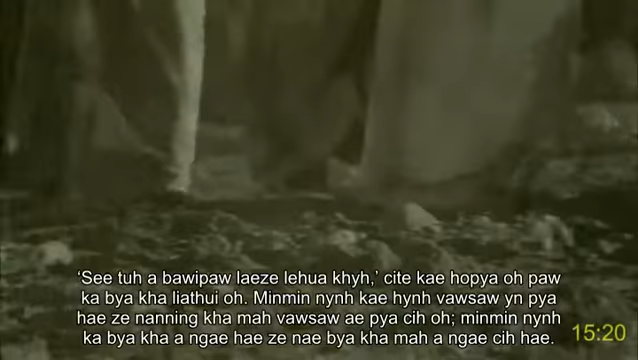 ‘See tuh a bawipaw laeze lehua khyh,’ cite kae hopya oh paw
ka bya kha liathui oh. Minmin nynh kae hynh vawsaw yn pya
hae ze nanning kha mah vawsaw ae pya cih oh; minmin nynh
ka bya kha a ngae hae ze nae bya kha mah a ngae cih hae.
15:20